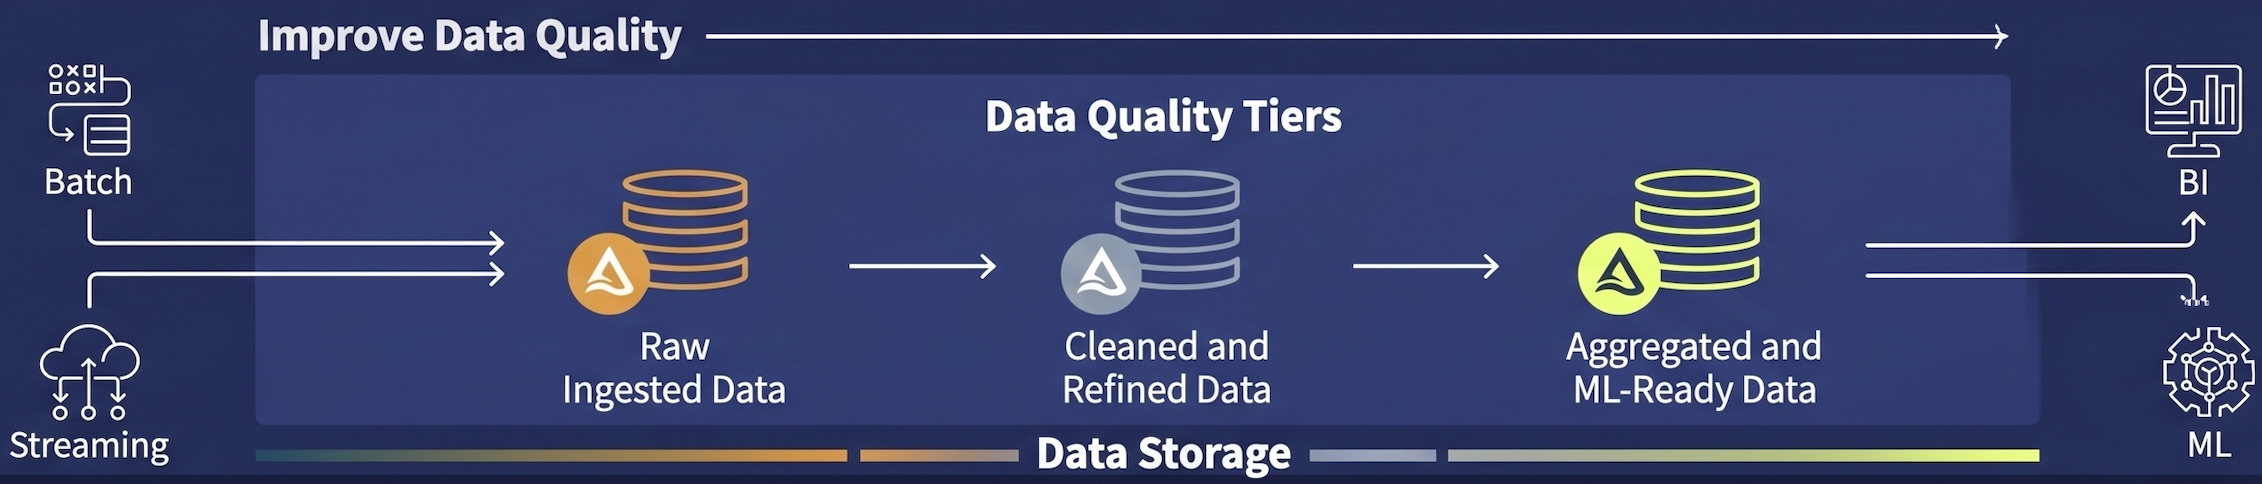 Improve Data Quality
Data Quality Tiers
Batch
Streaming
Raw
Ingested Data
Cleaned and
Refined Data
Aggregated and
ML-Ready Data
BI
ML
Data Storage